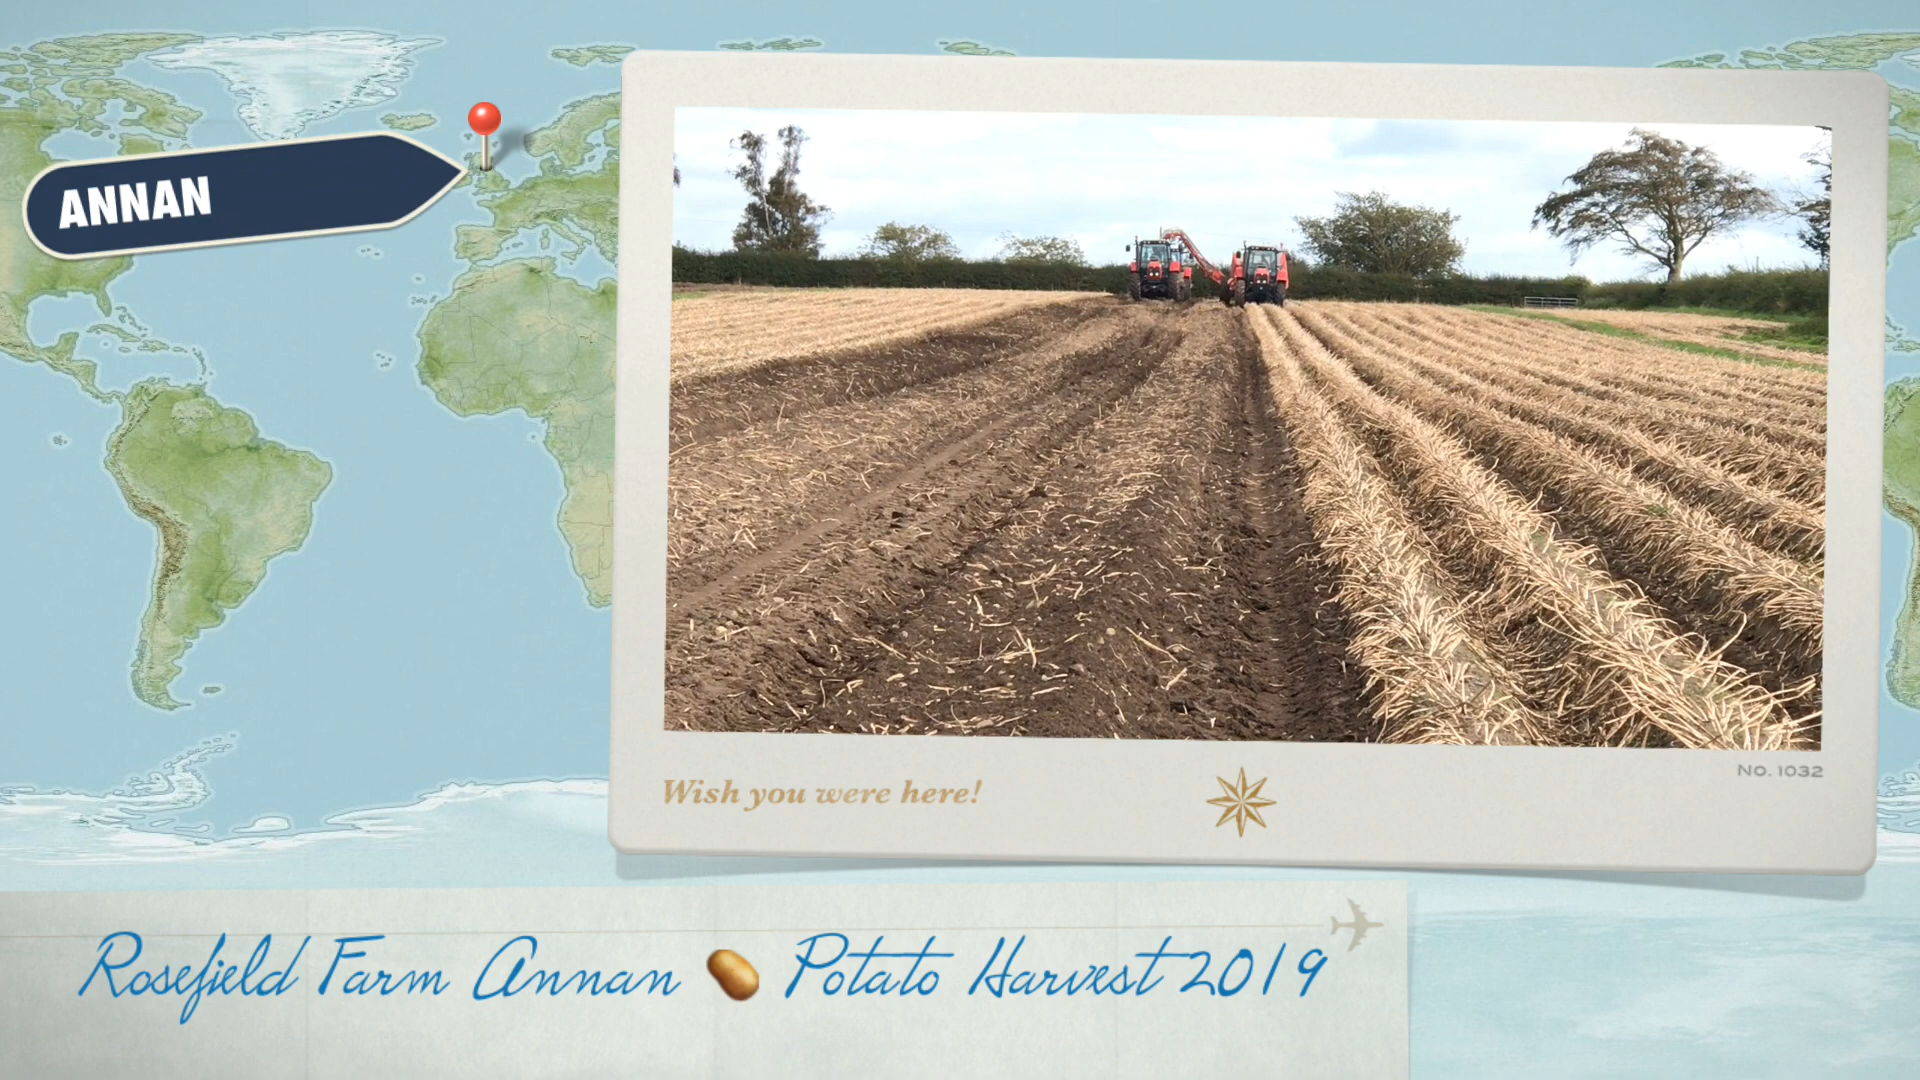 ANNAN
Wish you were here!
No. 1032
Rosefield Farm Annan 🥔 Potato Harvest 2019